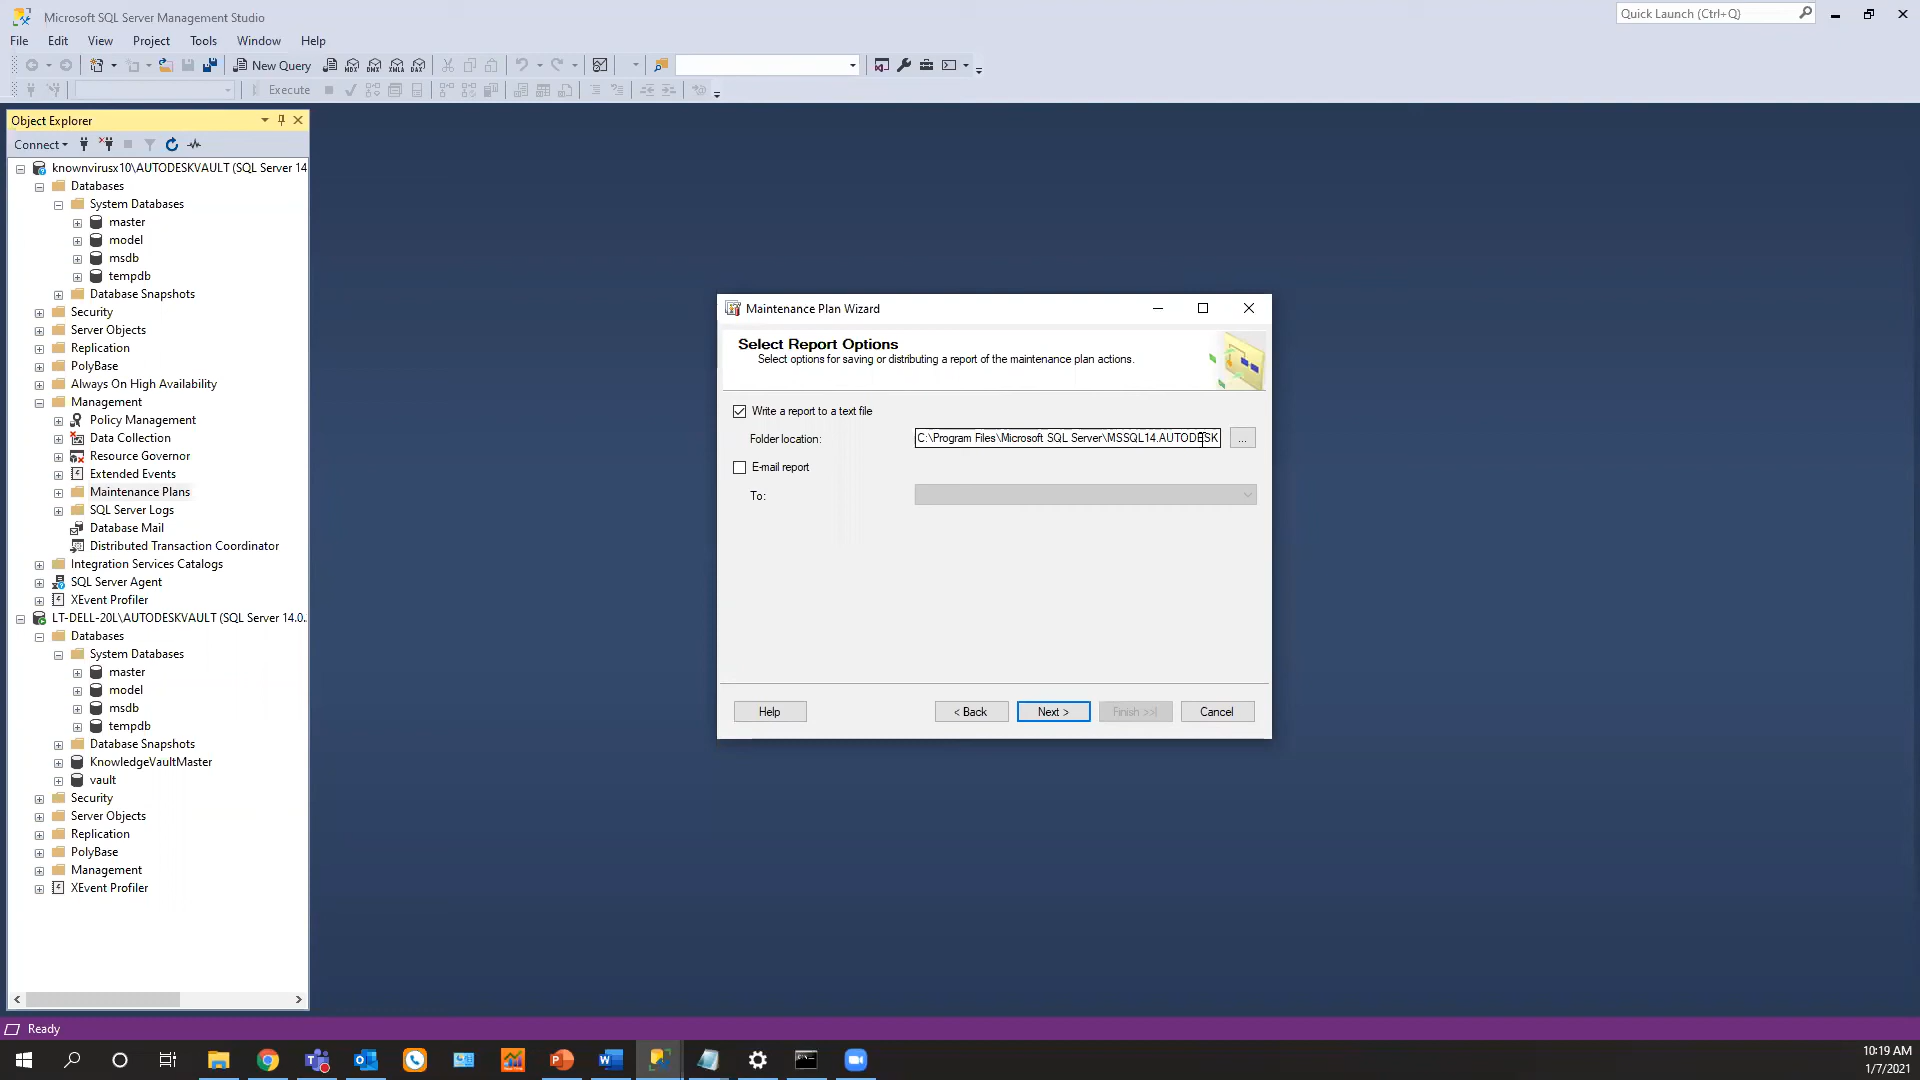 Microsoft SQL Server Management Studio
Quick Launch (Ctrl+Q)
File Edit View Project Tools Window Help
New Query
MDX DMX XMLA DAX
Execute
Object Explorer
Connect
knownvirusx10\AUTODESKVAULT (SQL Server 14
Databases
System Databases
master
model
msdb
tempdb
Database Snapshots
Security
Server Objects
Replication
PolyBase
Always On High Availability
Management
Policy Management
Data Collection
Resource Governor
Extended Events
Maintenance Plans
SQL Server Logs
Database Mail
Distributed Transaction Coordinator
Integration Services Catalogs
SQL Server Agent
XEvent Profiler
LT-DELL-20L\AUTODESKVAULT (SQL Server 14.0..
Databases
System Databases
master
model
msdb
tempdb
Database Snapshots
KnowledgeVaultMaster
vault
Security
Server Objects
Replication
PolyBase
Management
XEvent Profiler
Maintenance Plan Wizard
Select Report Options
Select options for saving or distributing a report of the maintenance plan actions.
Write a report to a text file
Folder location:
C:\Program Files\Microsoft SQL Server\MSSQL14.AUTODESK
...
E-mail report
To:
Help
< Back
Next >
Finish >>|
Cancel
Ready
10:19 AM
1/7/2021